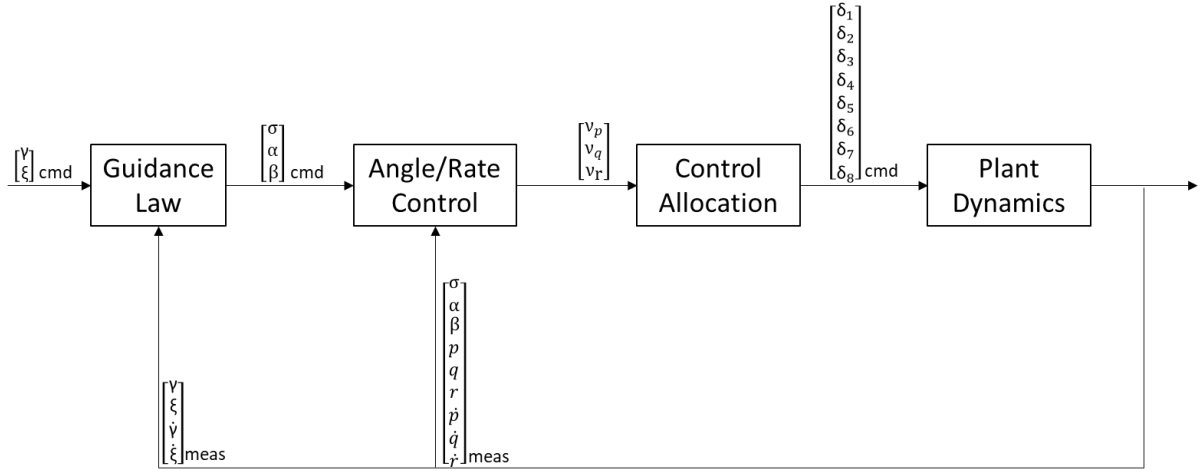 [γ ξ] cmd
Guidance
Law
[σ α β] cmd
Angle/Rate
Control
[ν_p ν_q ν_r]
Control
Allocation
[δ₁ δ₂ δ₃ δ₄ δ₅ δ₆ δ₇ δ₈] cmd
Plant
Dynamics
[γ ξ γ̇ ξ̇] meas
[σ α β p q r ṗ q̇ ṙ] meas